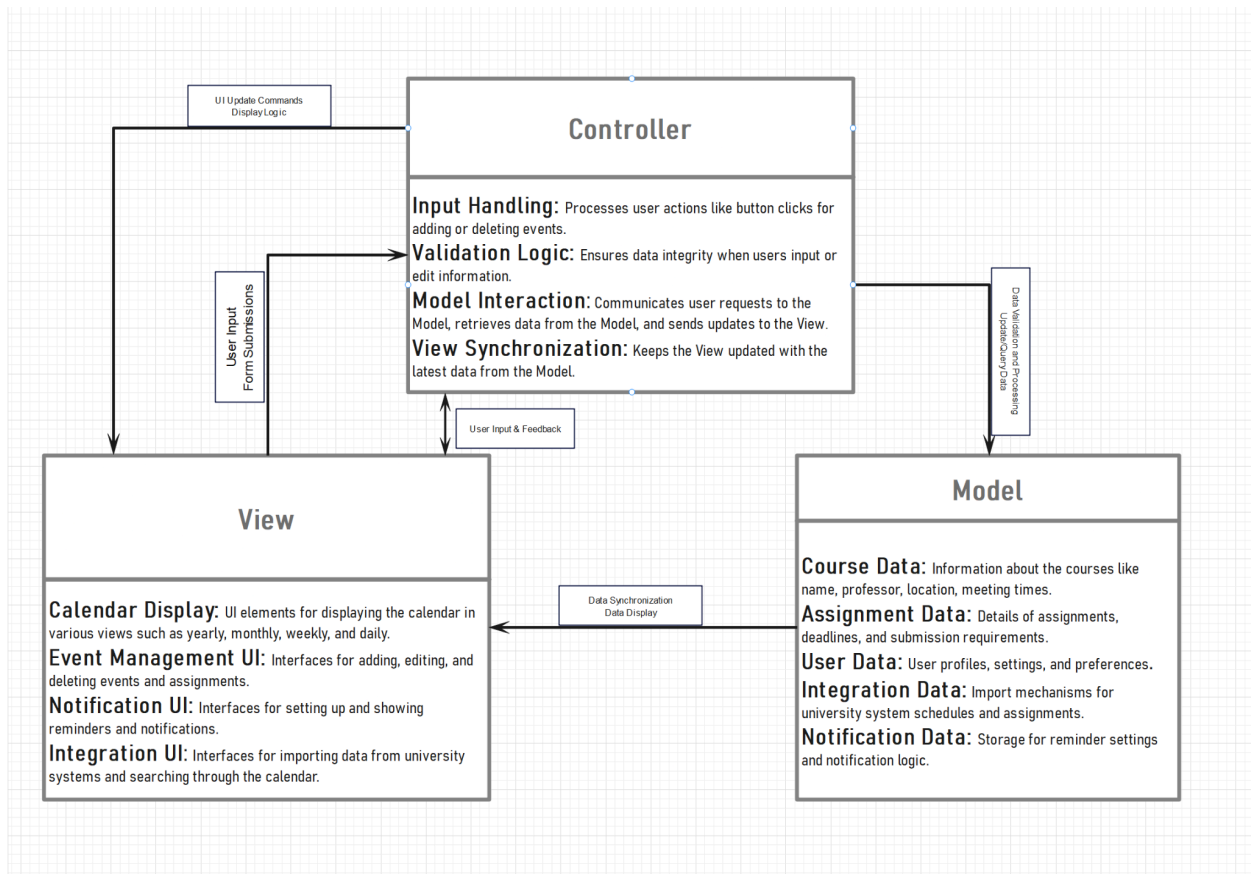 UI Update Commands
Display Logic
Controller
Input Handling: Processes user actions like button clicks for
adding or deleting events.
Validation Logic: Ensures data integrity when users input or
edit information.
Model Interaction: Communicates user requests to the
Model, retrieves data from the Model, and sends updates to the View.
View Synchronization: Keeps the View updated with the
latest data from the Model.
User Input
Form Submissions
Data Validation and Processing
Update/Query Data
User Input & Feedback
View
Calendar Display: UI elements for displaying the calendar in
various views such as yearly, monthly, weekly, and daily.
Event Management UI: Interfaces for adding, editing, and
deleting events and assignments.
Notification UI: Interfaces for setting up and showing
reminders and notifications.
Integration UI: Interfaces for importing data from university
systems and searching through the calendar.
Data Synchronization
Data Display
Model
Course Data: Information about the courses like
name, professor, location, meeting times.
Assignment Data: Details of assignments,
deadlines, and submission requirements.
User Data: User profiles, settings, and preferences.
Integration Data: Import mechanisms for
university system schedules and assignments.
Notification Data: Storage for reminder settings
and notification logic.